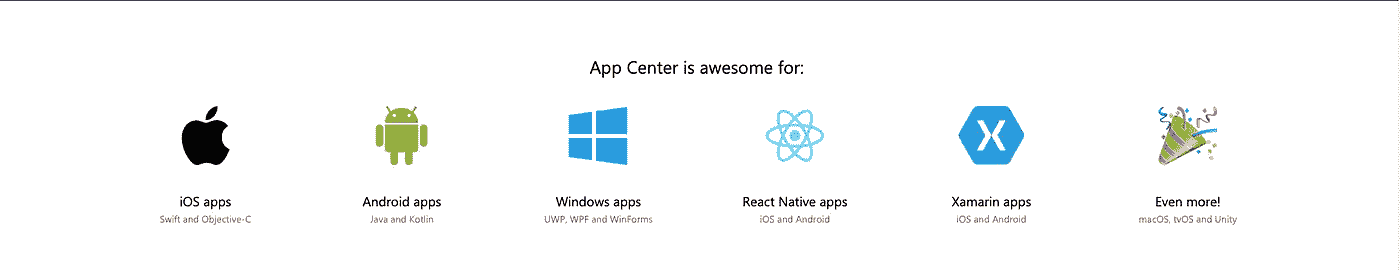 App Center is awesome for:
X
iOS apps
Swift and Objective-C
Android apps
Java and Kotlin
Windows apps
UWP, WPF and WinForms
React Native apps
iOS and Android
Xamarin apps
iOS and Android
Even more!
macOS, tvOS and Unity